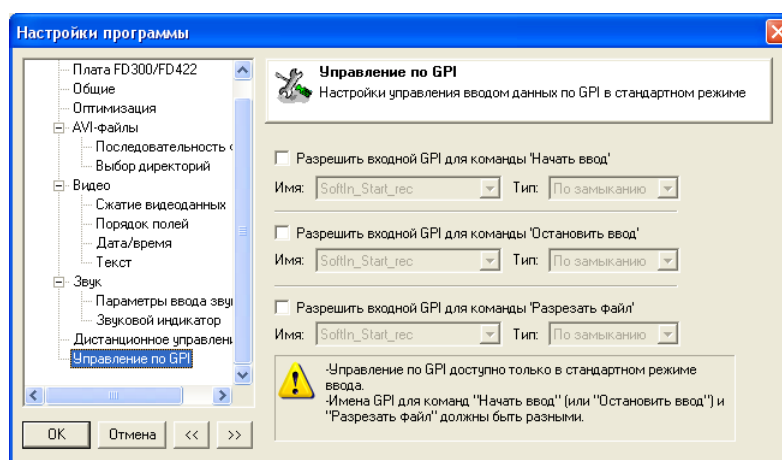 Настройки программы
Плата FD300/FD422
Общие
Оптимизация
AVI-файлы
Последовательность
Выбор директорий
Видео
Сжатие видеоданных
Порядок полей
Дата/время
Текст
Звук
Параметры ввода зву
Звуковой индикатор
Дистанционное управлен
Управление по GPI
OK
Отмена
<<
>>
Управление по GPI
Настройки управления вводом данных по GPI в стандартном режиме
Разрешить входной GPI для команды 'Начать ввод'
Имя: SoftIn_Start_rec Тип: По замыканию
Разрешить входной GPI для команды 'Остановить ввод'
Имя: SoftIn_Start_rec Тип: По замыканию
Разрешить входной GPI для команды 'Разрезать файл'
Имя: SoftIn_Start_rec Тип: По замыканию
-Управление по GPI доступно только в стандартном режиме
ввода.
-Имена GPI для команд "Начать ввод" (или "Остановить ввод") и
"Разрезать файл" должны быть разными.